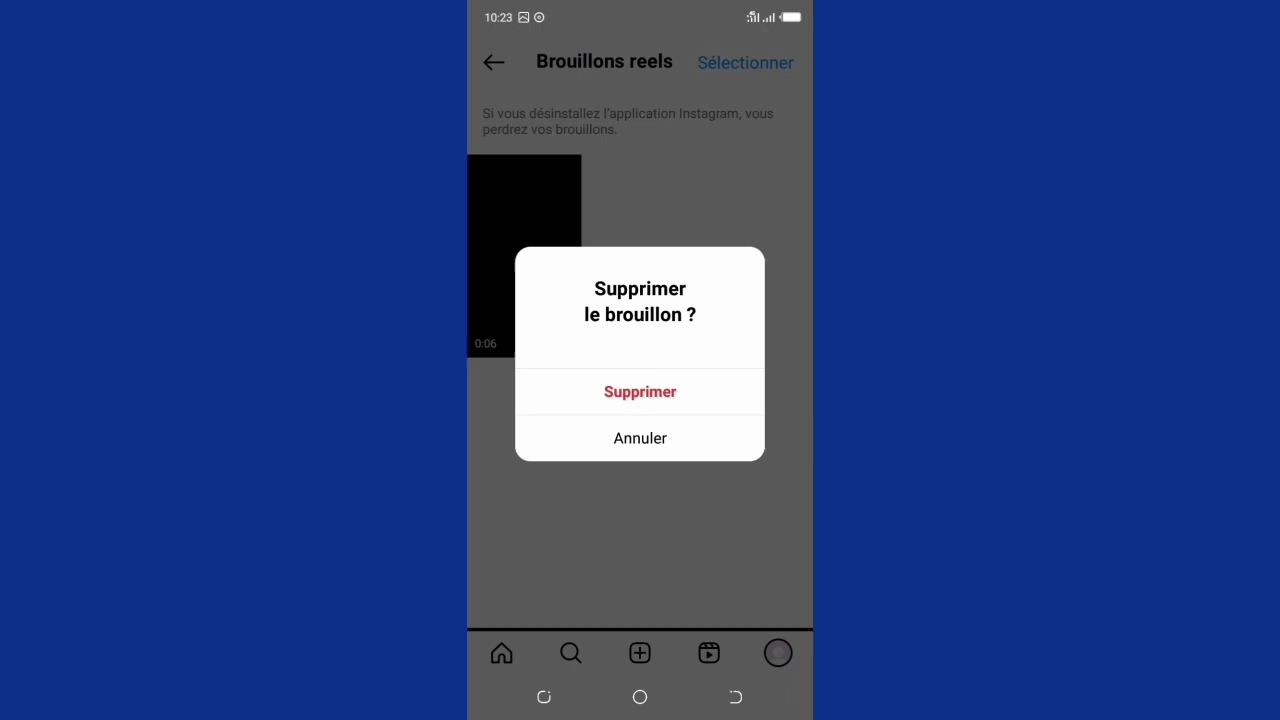 10:23
Brouillons reels
Sélectionner
Si vous désinstallez l'application Instagram, vous
perdrez vos brouillons.
0:06
Supprimer
le brouillon ?
Supprimer
Annuler